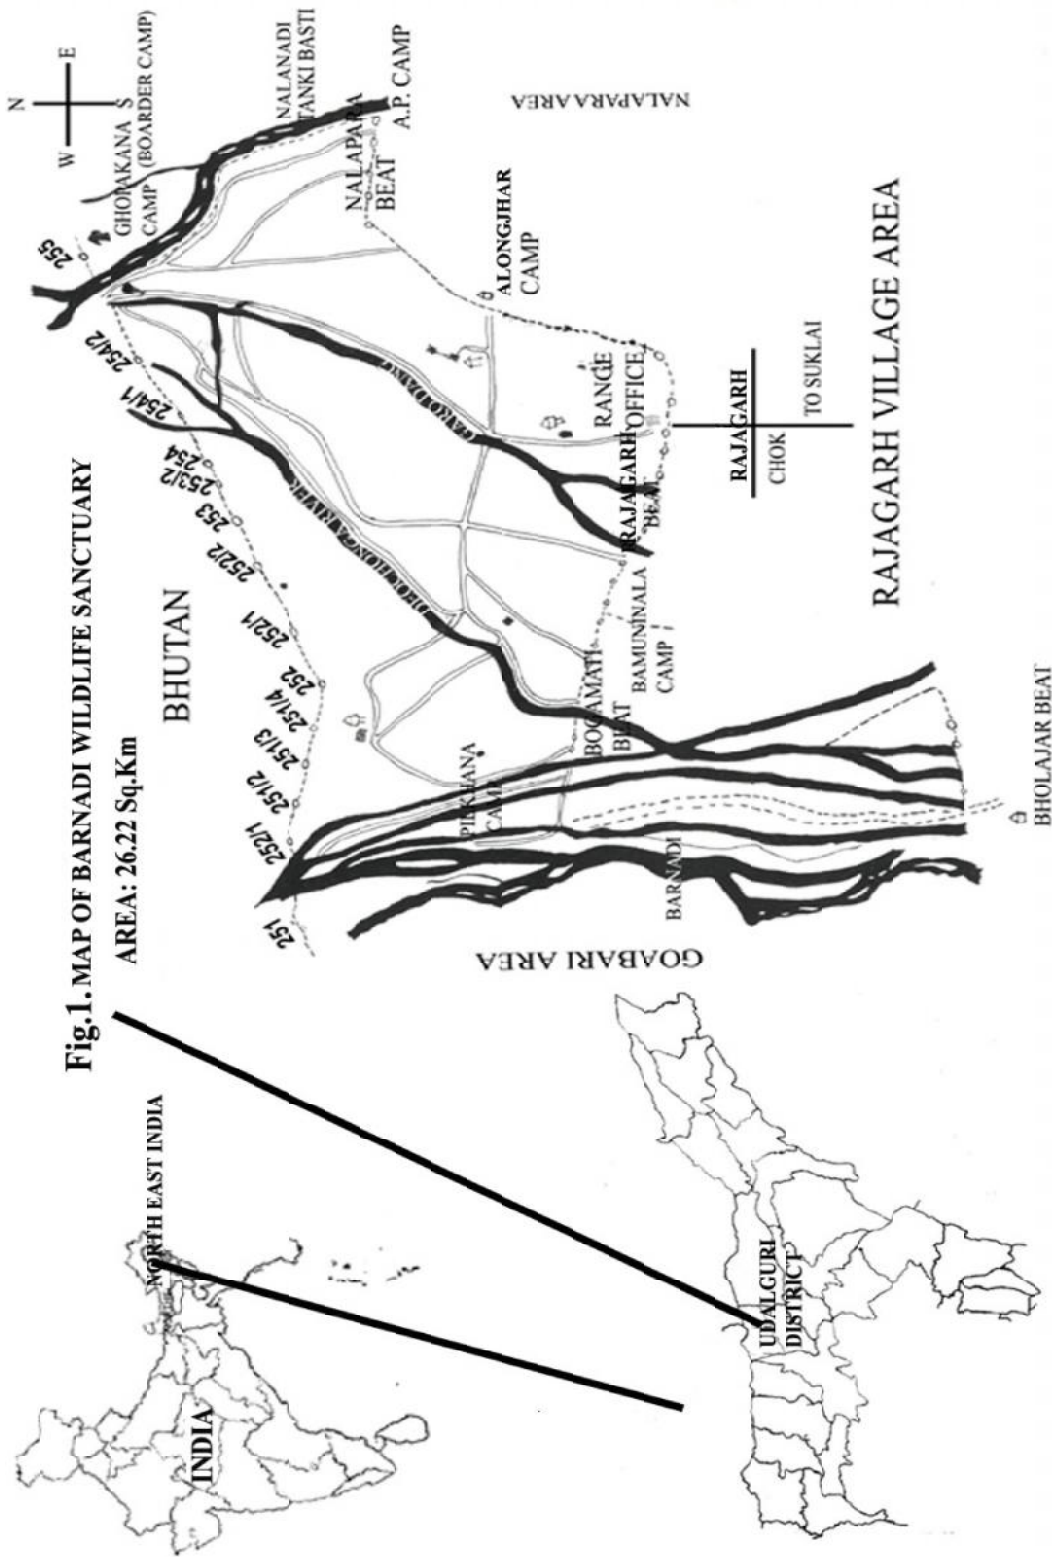 Fig.1. MAP OF BARNADI WILDLIFE SANCTUARY
AREA: 26.22 Sq.Km
N
W
E
S
BHUTAN
251
252/1
251/2
251/3
251/4
252
252/1
252/2
253
253/2
254
254/1
254/2
255
GHORAKANA
CAMP (BOARDER CAMP)
NALANADI
TANKI BASTI
NALAPARA
BEAT
A.P. CAMP
NALAPARA AREA
ALONGJHAR
CAMP
RANGE
OFFICE
RAJAGARH
BEAT
RAJAGARH
CHOK
TO SUKLAI
RAJAGARH VILLAGE AREA
BAMUNINALA
CAMP
BOGAMATI
BEAT
PILKHANA
CAMP
BARNADI
GOABARI AREA
BHOLAJAR BEAT
NORTH EAST INDIA
INDIA
UDALGURI
DISTRICT